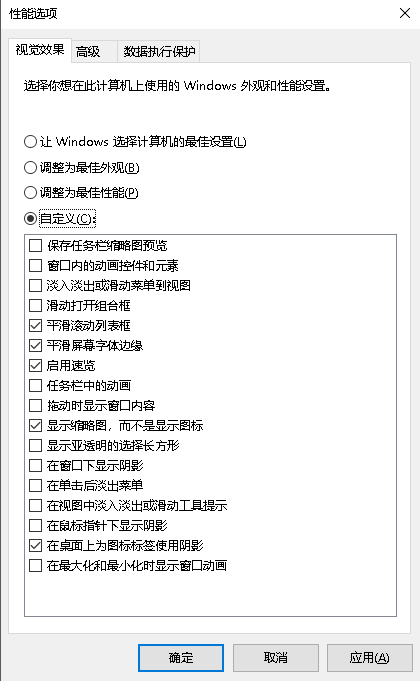 性能选项
视觉效果
高级
数据执行保护
选择你想在此计算机上使用的 Windows 外观和性能设置。
让 Windows 选择计算机的最佳设置(L)
调整为最佳外观(B)
调整为最佳性能(P)
自定义(C):
保存任务栏缩略图预览
窗口内的动画控件和元素
淡入淡出或滑动菜单到视图
滑动打开组合框
平滑滚动列表框
平滑屏幕字体边缘
启用速览
任务栏中的动画
拖动时显示窗口内容
显示缩略图，而不是显示图标
显示亚透明的选择长方形
在窗口下显示阴影
在单击后淡出菜单
在视图中淡入淡出或滑动工具提示
在鼠标指针下显示阴影
在桌面上为图标标签使用阴影
在最大化和最小化时显示窗口动画
确定
取消
应用(A)